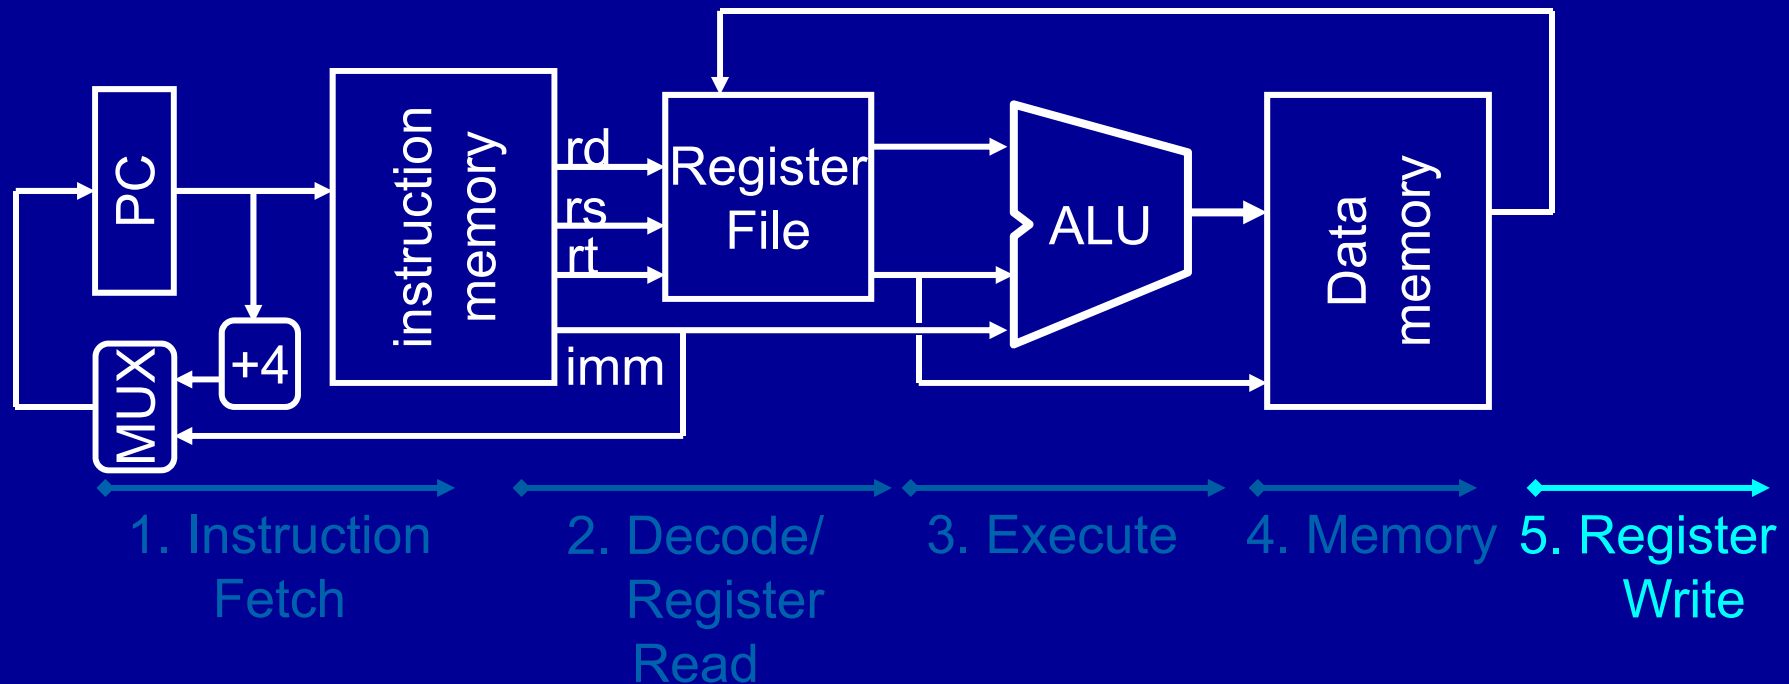 PC
+4
MUX
instruction
memory
rd
rs
rt
imm
Register
File
ALU
Data
memory
1. Instruction
Fetch
2. Decode/
Register
Read
3. Execute
4. Memory
5. Register
Write